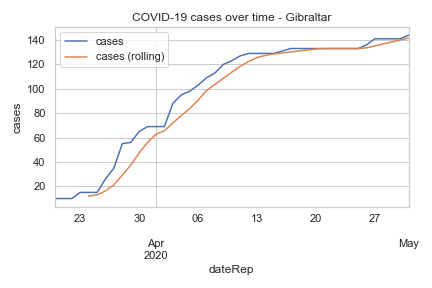 COVID-19 cases over time - Gibraltar
cases
cases (rolling)
140
120
100
80
60
40
20
cases
23 30 06 13 20 27
Apr May
2020
dateRep